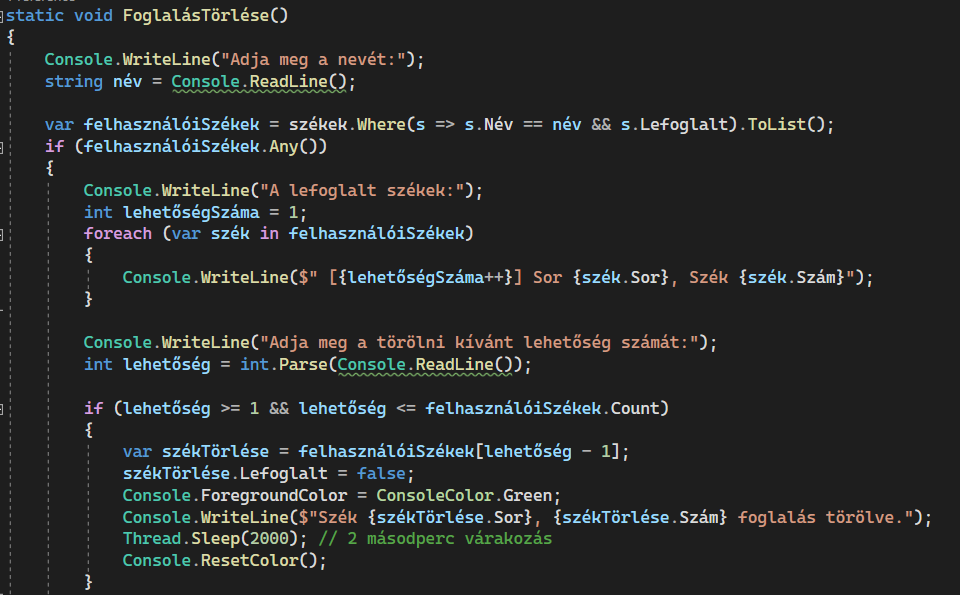 static void FoglalásTörlése()
{
    Console.WriteLine("Adja meg a nevét:");
    string név = Console.ReadLine();

    var felhasználóiSzékek = székek.Where(s => s.Név == név && s.Lefoglalt).ToList();
    if (felhasználóiSzékek.Any())
    {
        Console.WriteLine("A lefoglalt székek:");
        int lehetőségSzáma = 1;
        foreach (var szék in felhasználóiSzékek)
        {
            Console.WriteLine($" [{lehetőségSzáma++}] Sor {szék.Sor}, Szék {szék.Szám}");
        }

        Console.WriteLine("Adja meg a törölni kívánt lehetőség számát:");
        int lehetőség = int.Parse(Console.ReadLine());

        if (lehetőség >= 1 && lehetőség <= felhasználóiSzékek.Count)
        {
            var székTörlése = felhasználóiSzékek[lehetőség - 1];
            székTörlése.Lefoglalt = false;
            Console.ForegroundColor = ConsoleColor.Green;
            Console.WriteLine($"Szék {székTörlése.Sor}, {székTörlése.Szám} foglalás törölve.");
            Thread.Sleep(2000); // 2 másodperc várakozás
            Console.ResetColor();
        }